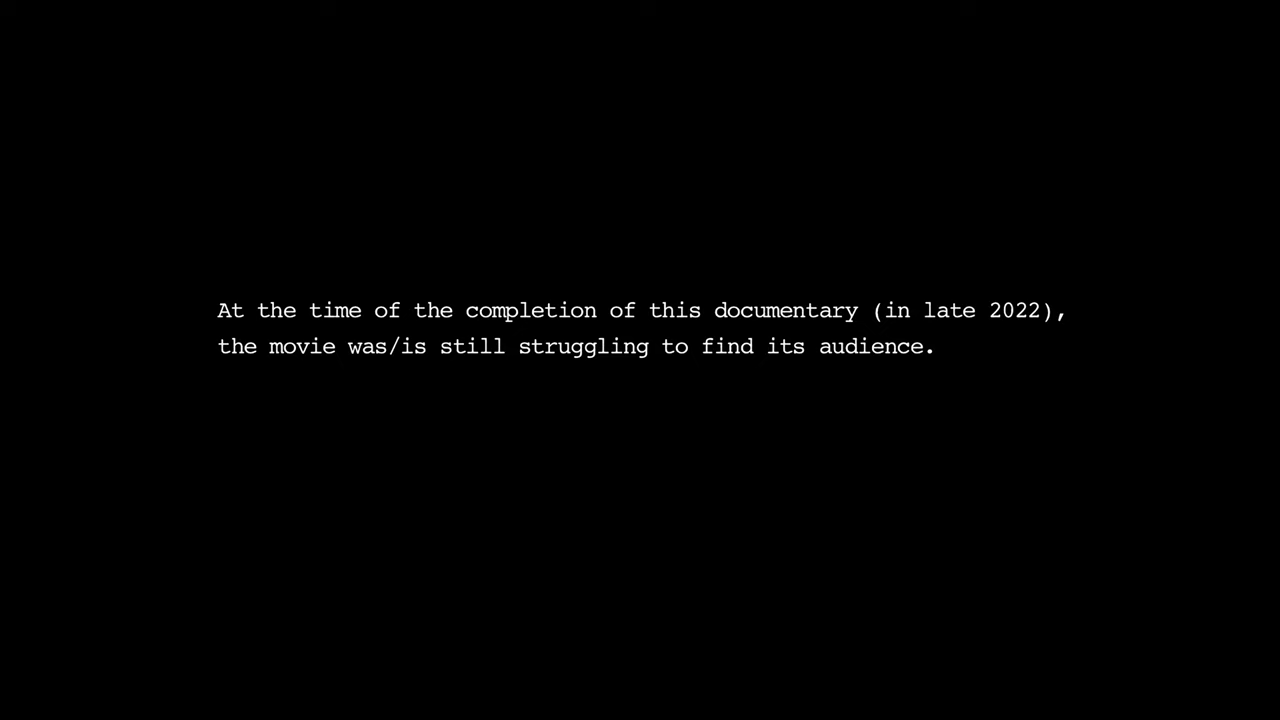 At the time of the completion of this documentary (in late 2022),
the movie was/is still struggling to find its audience.